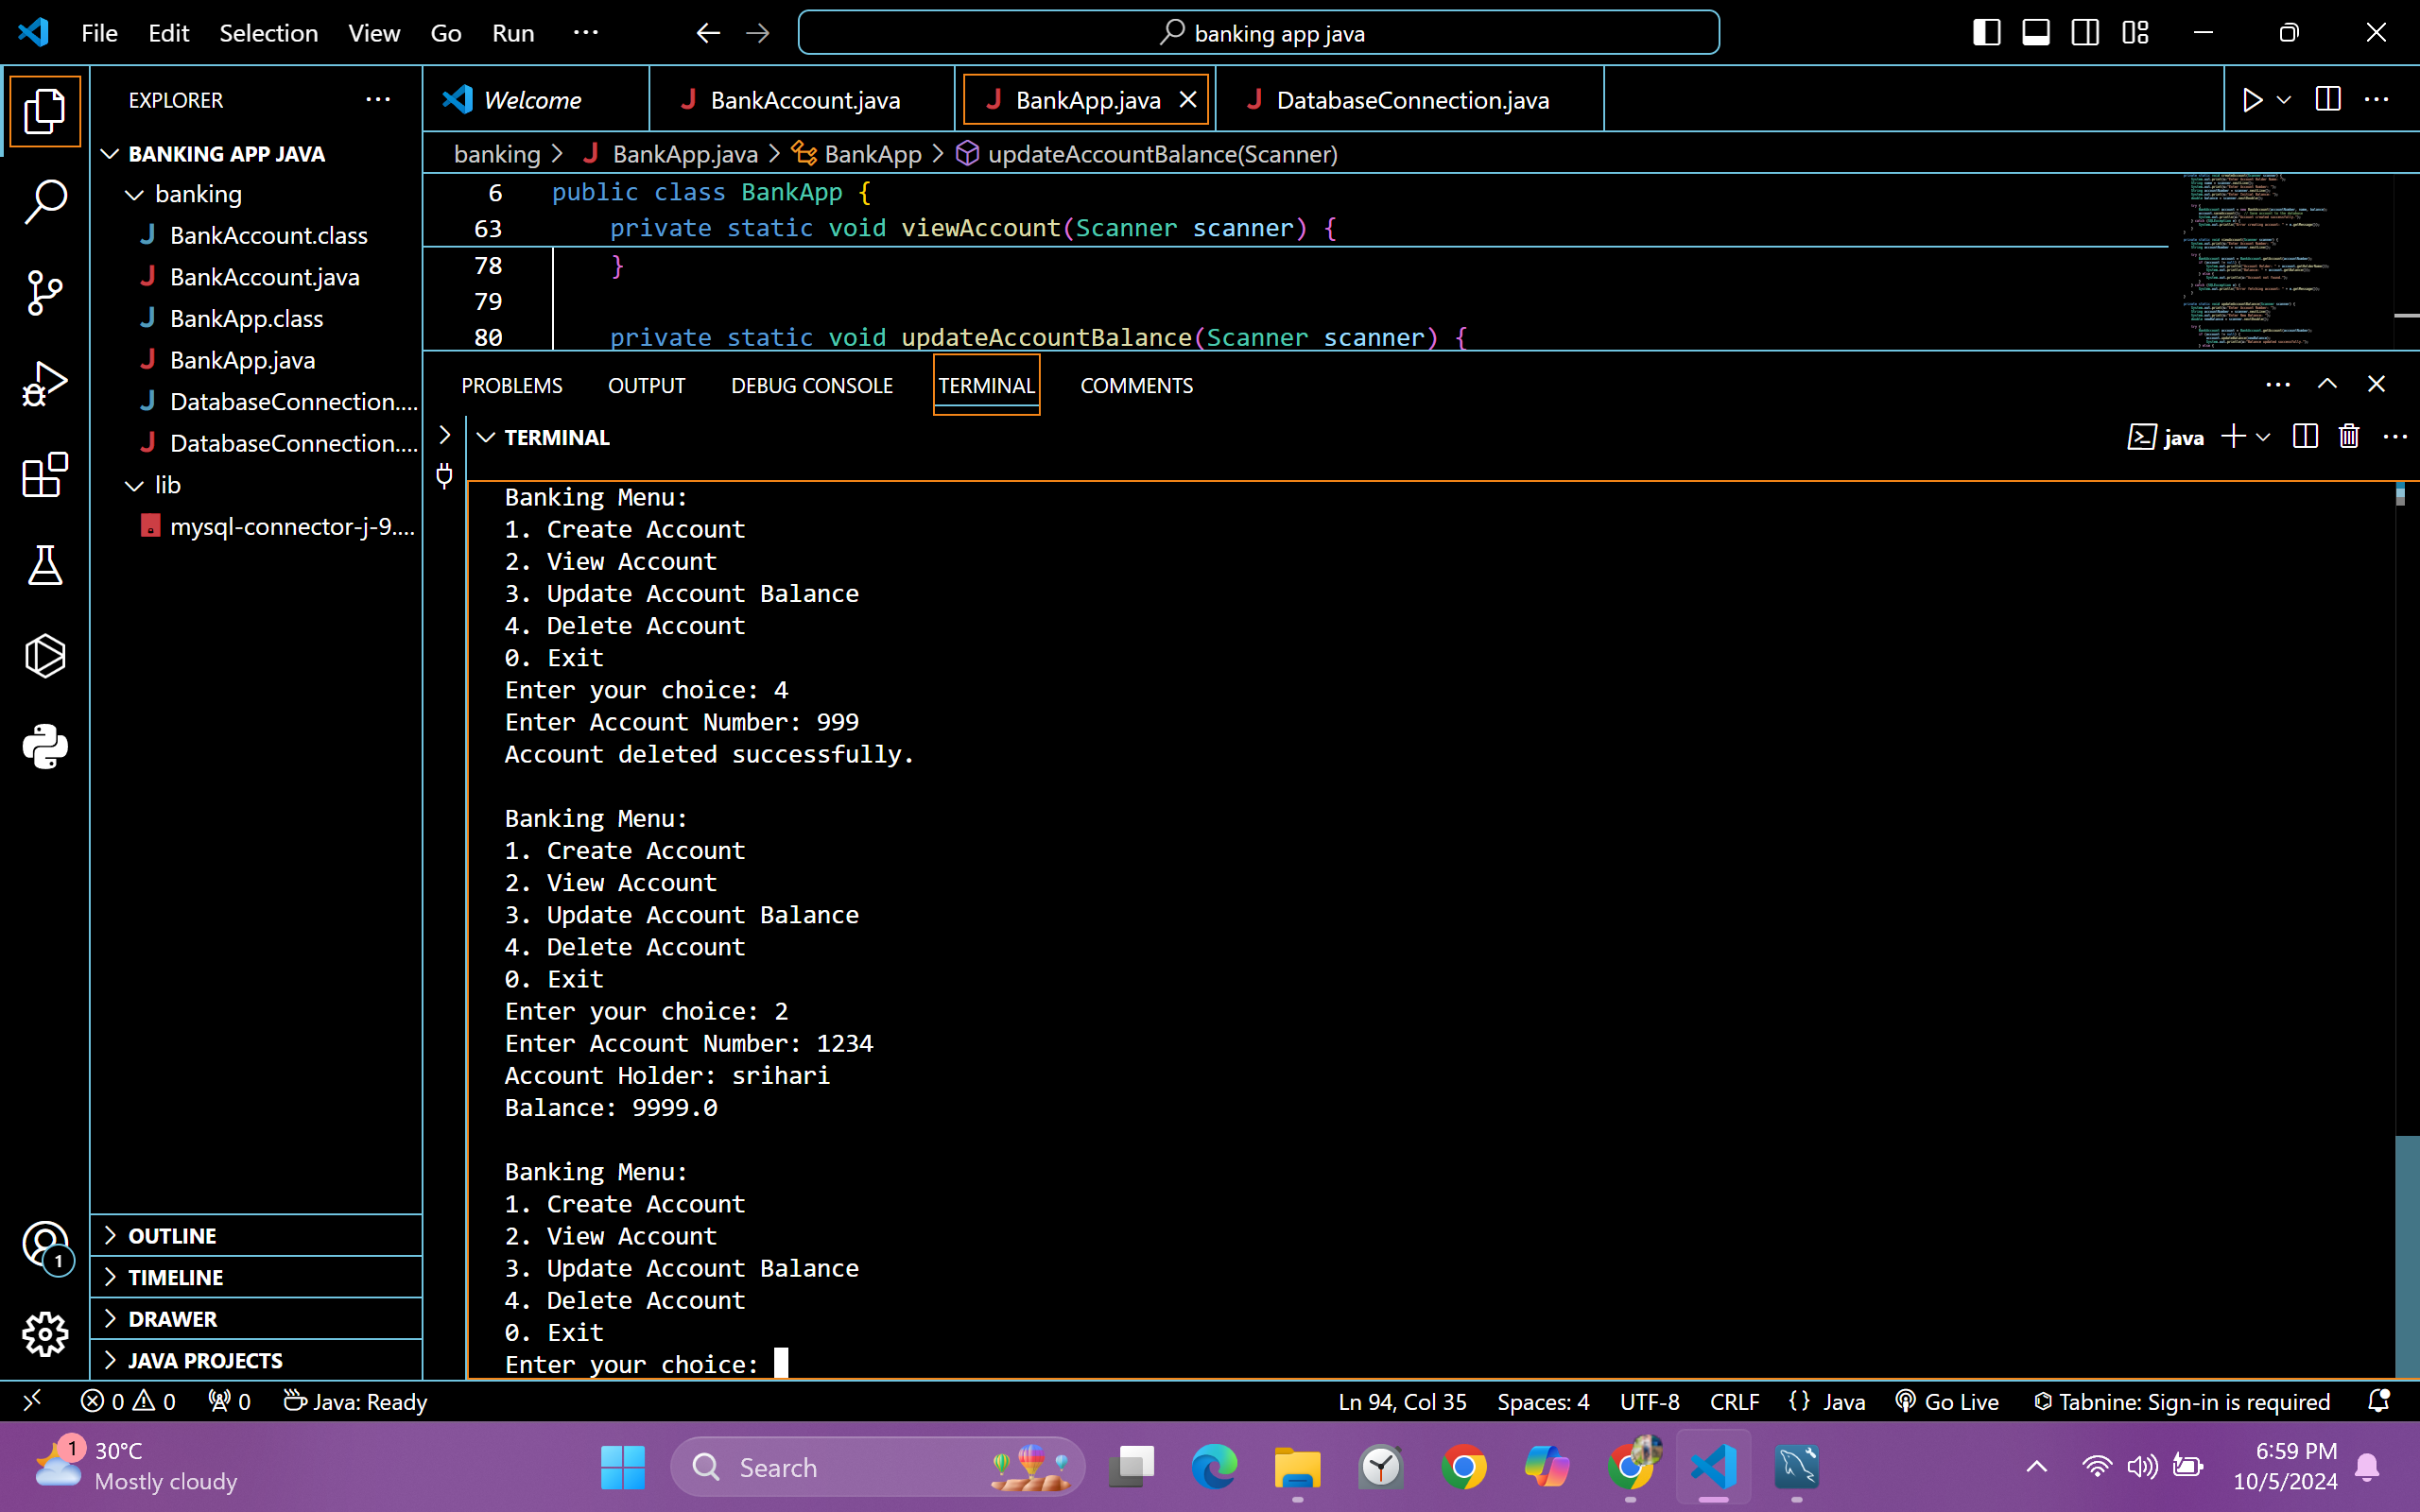 File Edit Selection View Go Run ···
banking app java
EXPLORER ···
BANKING APP JAVA
banking
BankAccount.class
BankAccount.java
BankApp.class
BankApp.java
DatabaseConnection....
DatabaseConnection....
lib
mysql-connector-j-9....
OUTLINE
TIMELINE
DRAWER
JAVA PROJECTS
1
Welcome
BankAccount.java
BankApp.java
DatabaseConnection.java
banking > BankApp.java > BankApp > updateAccountBalance(Scanner)
6 public class BankApp {
63 private static void viewAccount(Scanner scanner) {
78 }
79
80 private static void updateAccountBalance(Scanner scanner) {
PROBLEMS OUTPUT DEBUG CONSOLE TERMINAL COMMENTS
TERMINAL
java
Banking Menu:
1. Create Account
2. View Account
3. Update Account Balance
4. Delete Account
0. Exit
Enter your choice: 4
Enter Account Number: 999
Account deleted successfully.
Banking Menu:
1. Create Account
2. View Account
3. Update Account Balance
4. Delete Account
0. Exit
Enter your choice: 2
Enter Account Number: 1234
Account Holder: srihari
Balance: 9999.0
Banking Menu:
1. Create Account
2. View Account
3. Update Account Balance
4. Delete Account
0. Exit
Enter your choice:
0 0 0 Java: Ready
Ln 94, Col 35 Spaces: 4 UTF-8 CRLF {} Java Go Live Tabnine: Sign-in is required
1
30°C
Mostly cloudy
Search
6:59 PM
10/5/2024